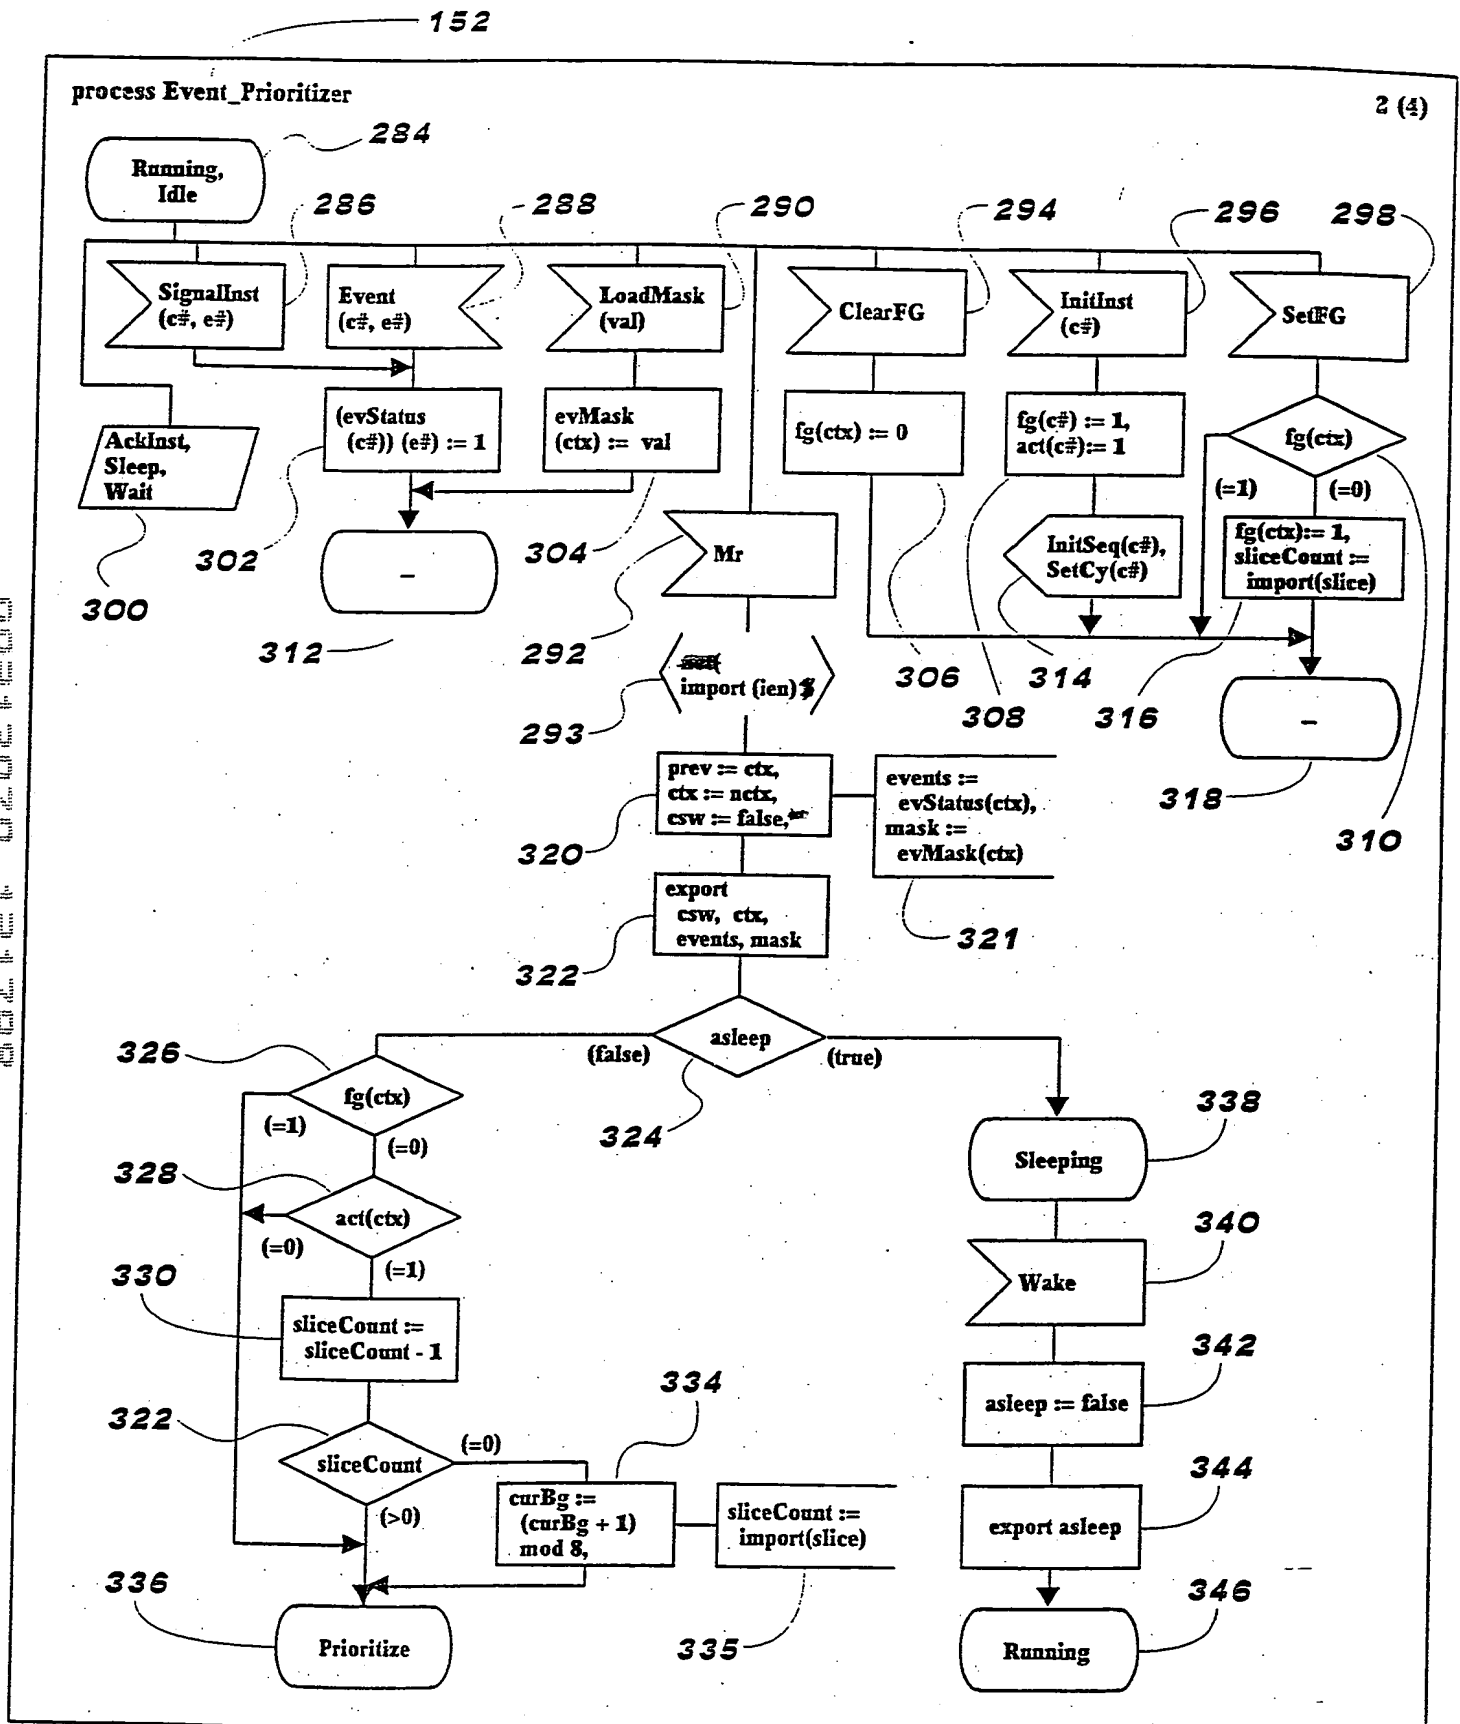 152
process Event_Prioritizer
2 (4)
Running,
Idle
284
286
288
290
294
296
298
SignalInst
(c#, e#)
Event
(c#, e#)
LoadMask
(val)
ClearFG
InitInst
(c#)
SetFG
AckInst,
Sleep,
Wait
300
(evStatus
(c#)) (e#) := 1
302
evMask
(ctx) := val
304
fg(ctx) := 0
306
fg(c#) := 1,
act(c#):= 1
308
fg(ctx)
(=1)
(=0)
310
312
–
Mr
292
InitSeq(c#),
SetCy(c#)
314
fg(ctx):= 1,
sliceCount :=
import(slice)
316
–
318
import (ien)
293
prev := ctx,
ctx := nctx,
csw := false,
320
events :=
evStatus(ctx),
mask :=
evMask(ctx)
321
export
csw, ctx,
events, mask
322
asleep
(false)
(true)
324
326
fg(ctx)
(=1)
(=0)
328
act(ctx)
(=0)
(=1)
330
sliceCount :=
sliceCount - 1
322
sliceCount
(=0)
(>0)
334
curBg :=
(curBg + 1)
mod 8,
sliceCount :=
import(slice)
335
336
Prioritize
338
Sleeping
340
Wake
342
asleep := false
344
export asleep
346
Running